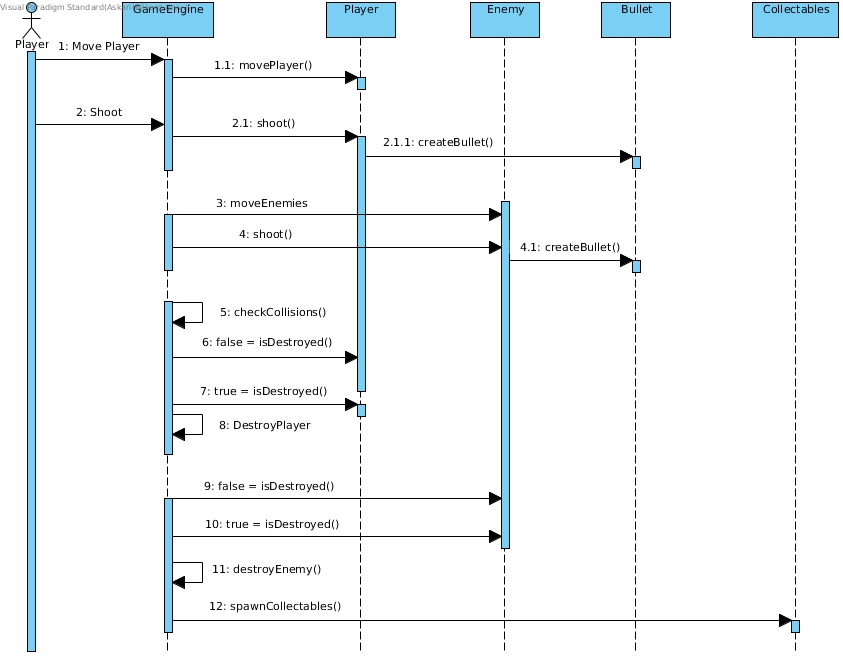 Visual Paradigm Standard(Aska
GameEngine
Player
Enemy
Bullet
Collectables
Player
1: Move Player
1.1: movePlayer()
2: Shoot
2.1: shoot()
2.1.1: createBullet()
3: moveEnemies
4: shoot()
4.1: createBullet()
5: checkCollisions()
6: false = isDestroyed()
7: true = isDestroyed()
8: DestroyPlayer
9: false = isDestroyed()
10: true = isDestroyed()
11: destroyEnemy()
12: spawnCollectables()